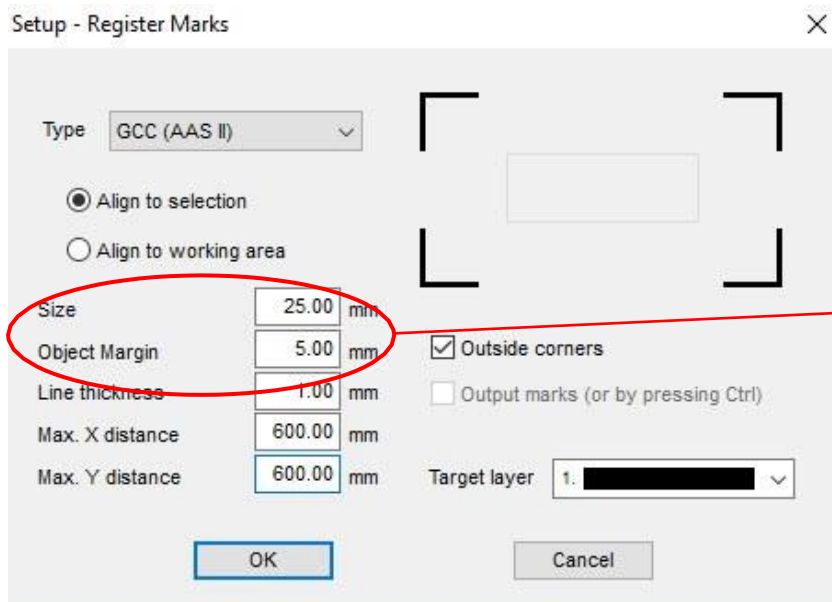 Setup - Register Marks
Type GCC (AAS II)
Align to selection
Align to working area
Size 25.00 mm
Object Margin 5.00 mm
Line thickness 1.00 mm
Max. X distance 600.00 mm
Max. Y distance 600.00 mm
Outside corners
Output marks (or by pressing Ctrl)
Target layer 1.
OK Cancel